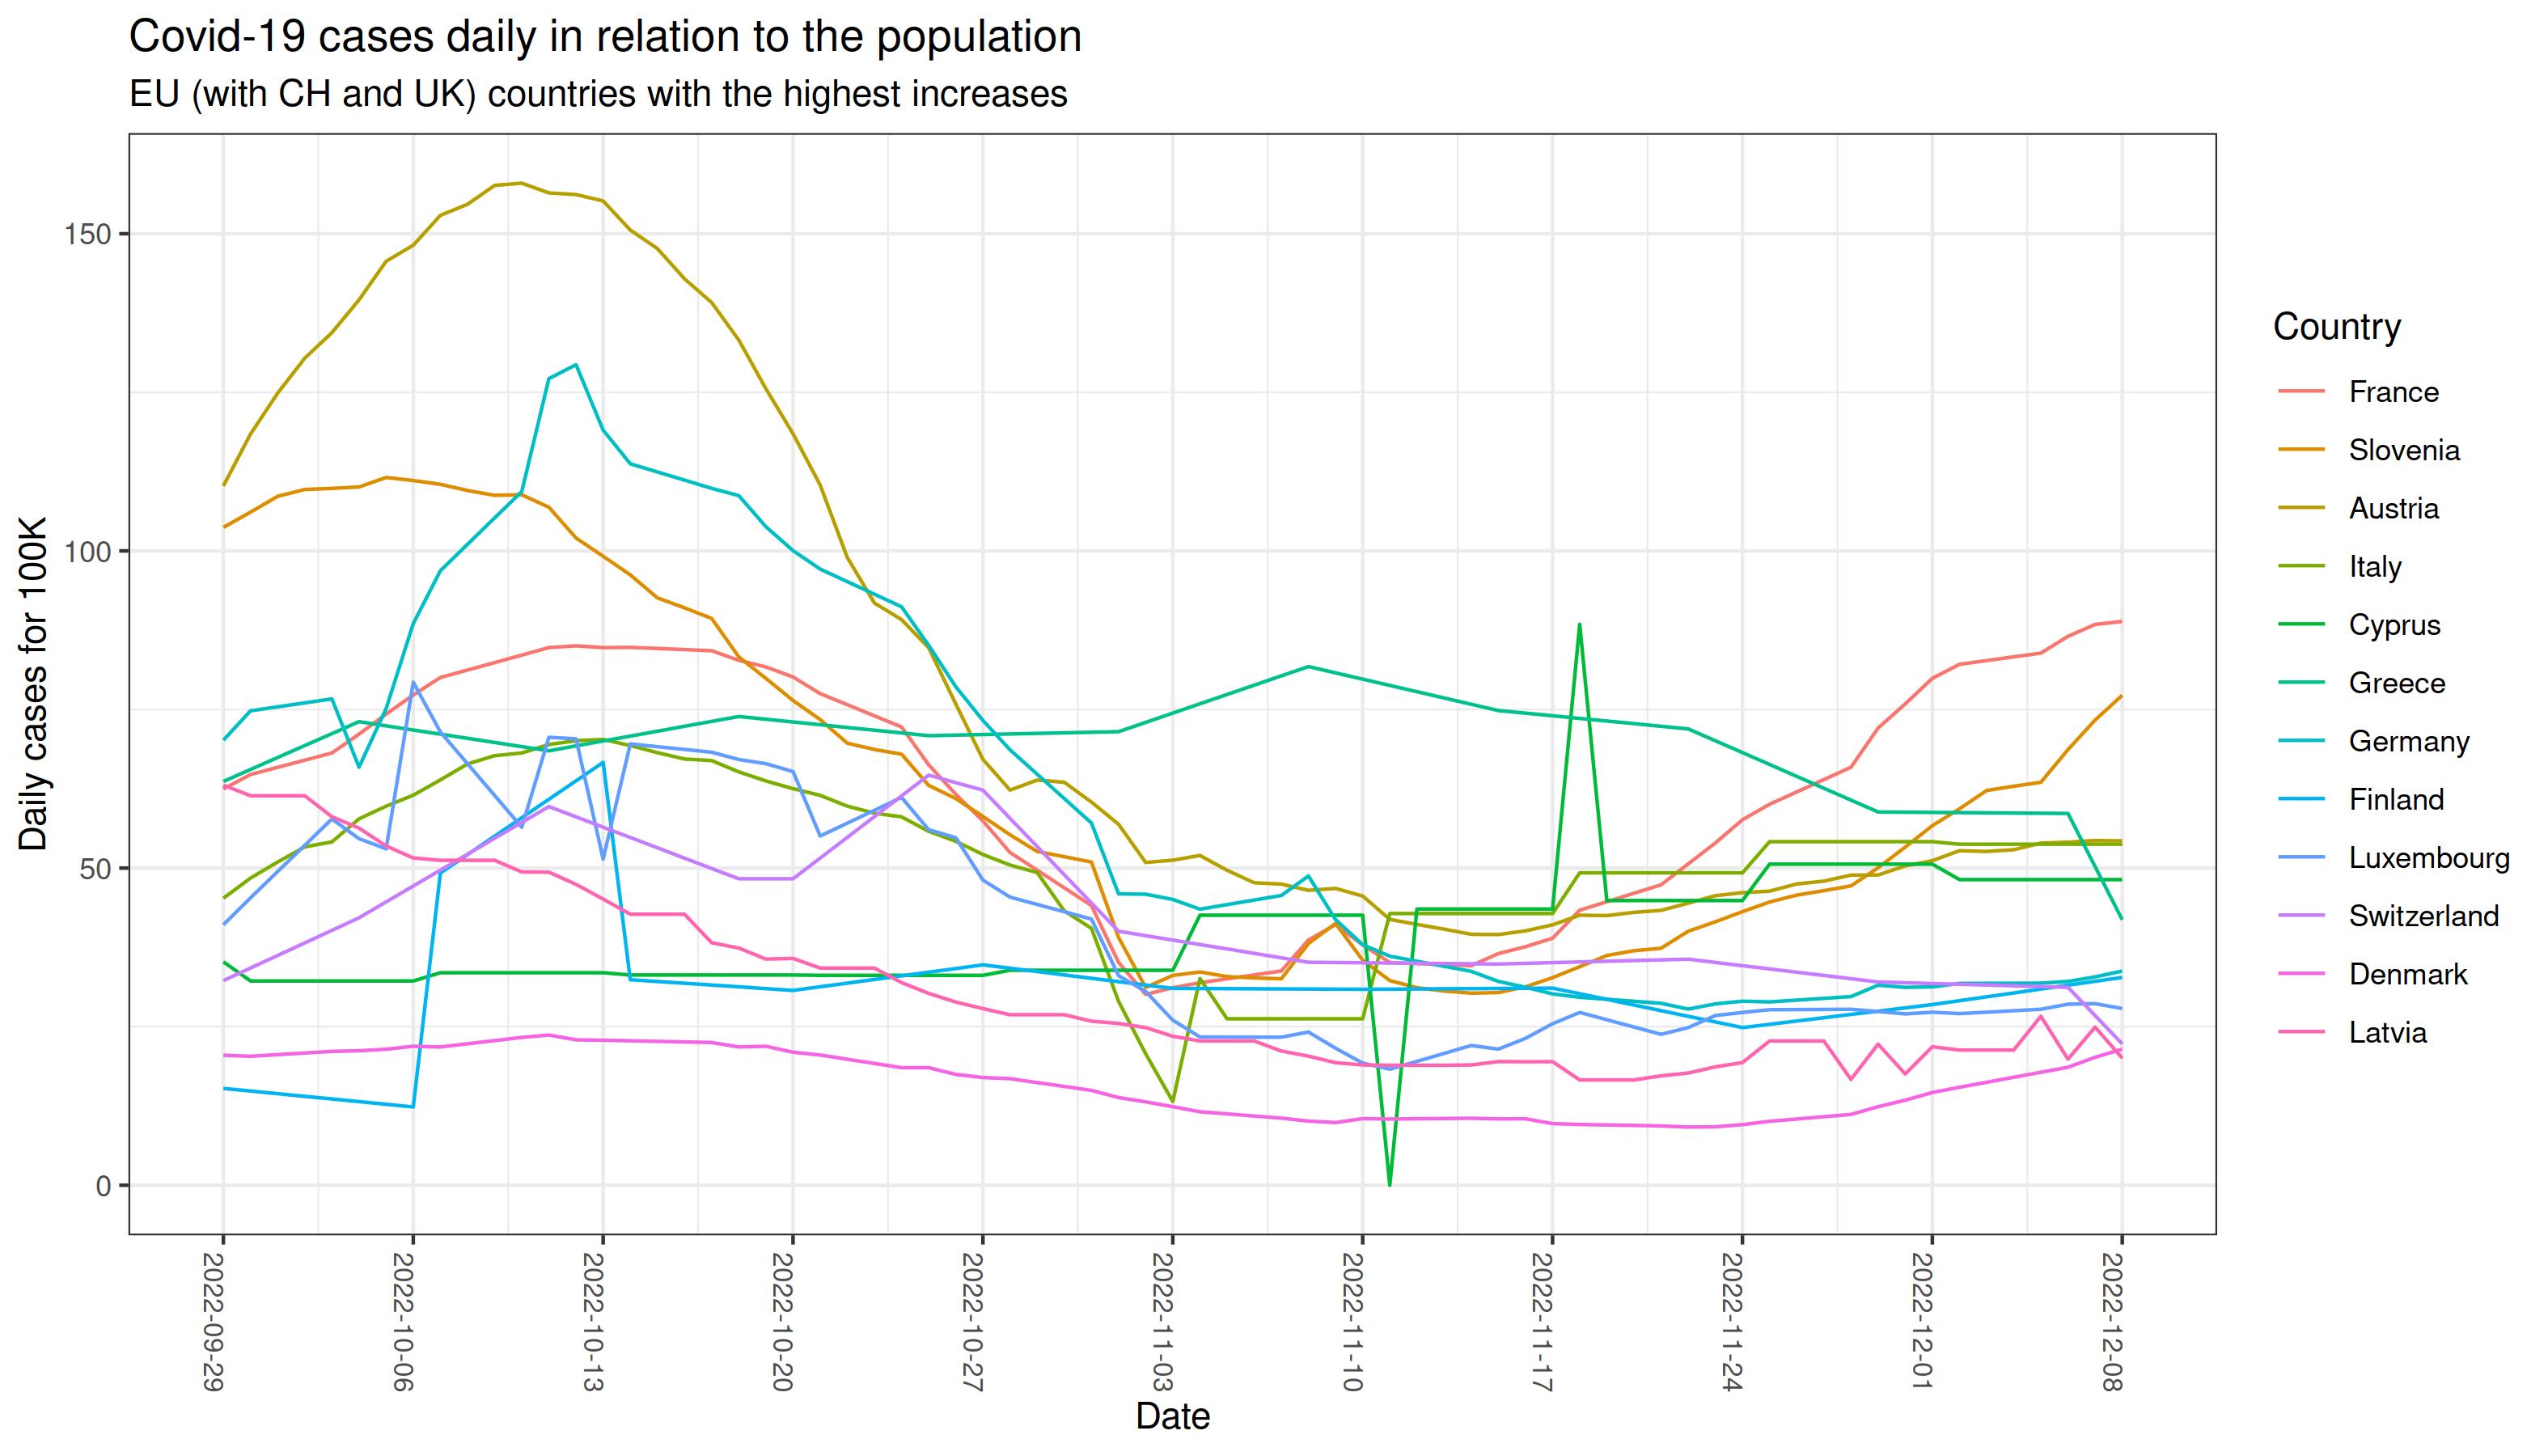 Covid-19 cases daily in relation to the population
EU (with CH and UK) countries with the highest increases
Daily cases for 100K
150
100
50
0
2022-09-29
2022-10-06
2022-10-13
2022-10-20
2022-10-27
2022-11-03
2022-11-10
2022-11-17
2022-11-24
2022-12-01
2022-12-08
Date
Country
France
Slovenia
Austria
Italy
Cyprus
Greece
Germany
Finland
Luxembourg
Switzerland
Denmark
Latvia